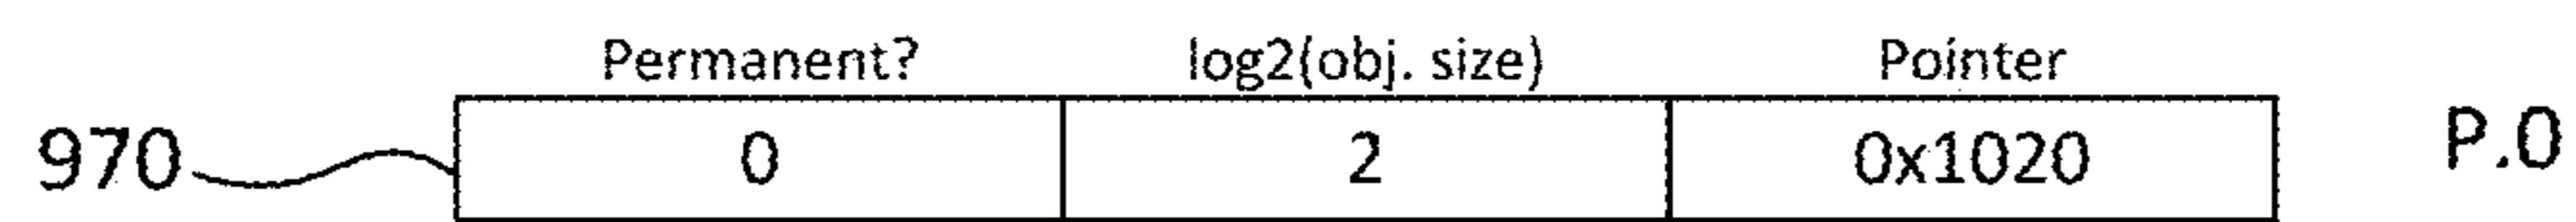 Permanent? log2(obj. size) Pointer
970 0 2 0x1020 P.0